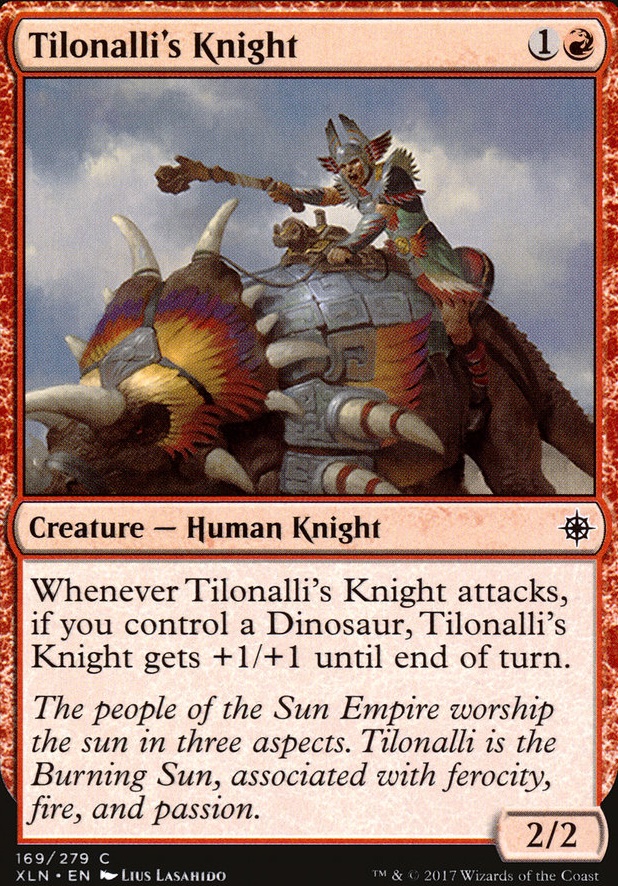 Tilonalli's Knight
1
Creature — Human Knight
Whenever Tilonalli's Knight attacks,
if you control a Dinosaur, Tilonalli's
Knight gets +1/+1 until end of turn.
The people of the Sun Empire worship
the sun in three aspects. Tilonalli is the
Burning Sun, associated with ferocity,
fire, and passion.
2/2
169/279 C
XLN • EN Lius Lasahido
™ & © 2017 Wizards of the Coast